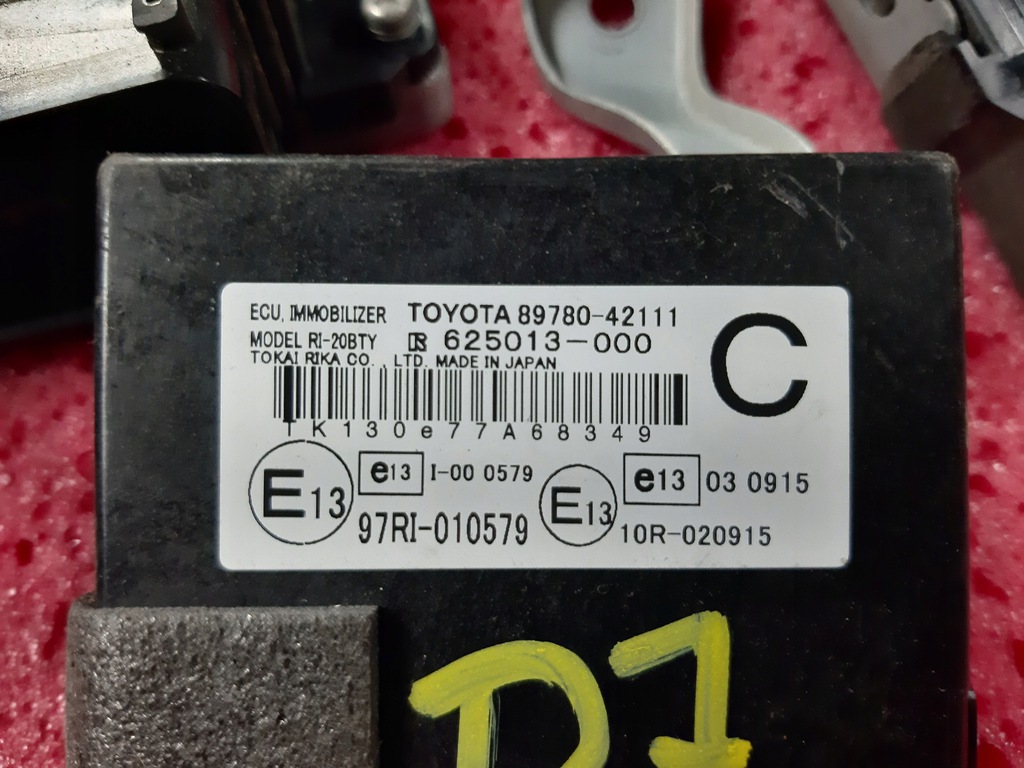 ECU, IMMOBILIZER TOYOTA 89780-42111
MODEL RI-20BTY R 625013-000
TOKAI RIKA CO., LTD. MADE IN JAPAN
C
TK130e77A68349
E13 e13 I-00 0579 E13 e13 03 0915
97RI-010579 10R-020915